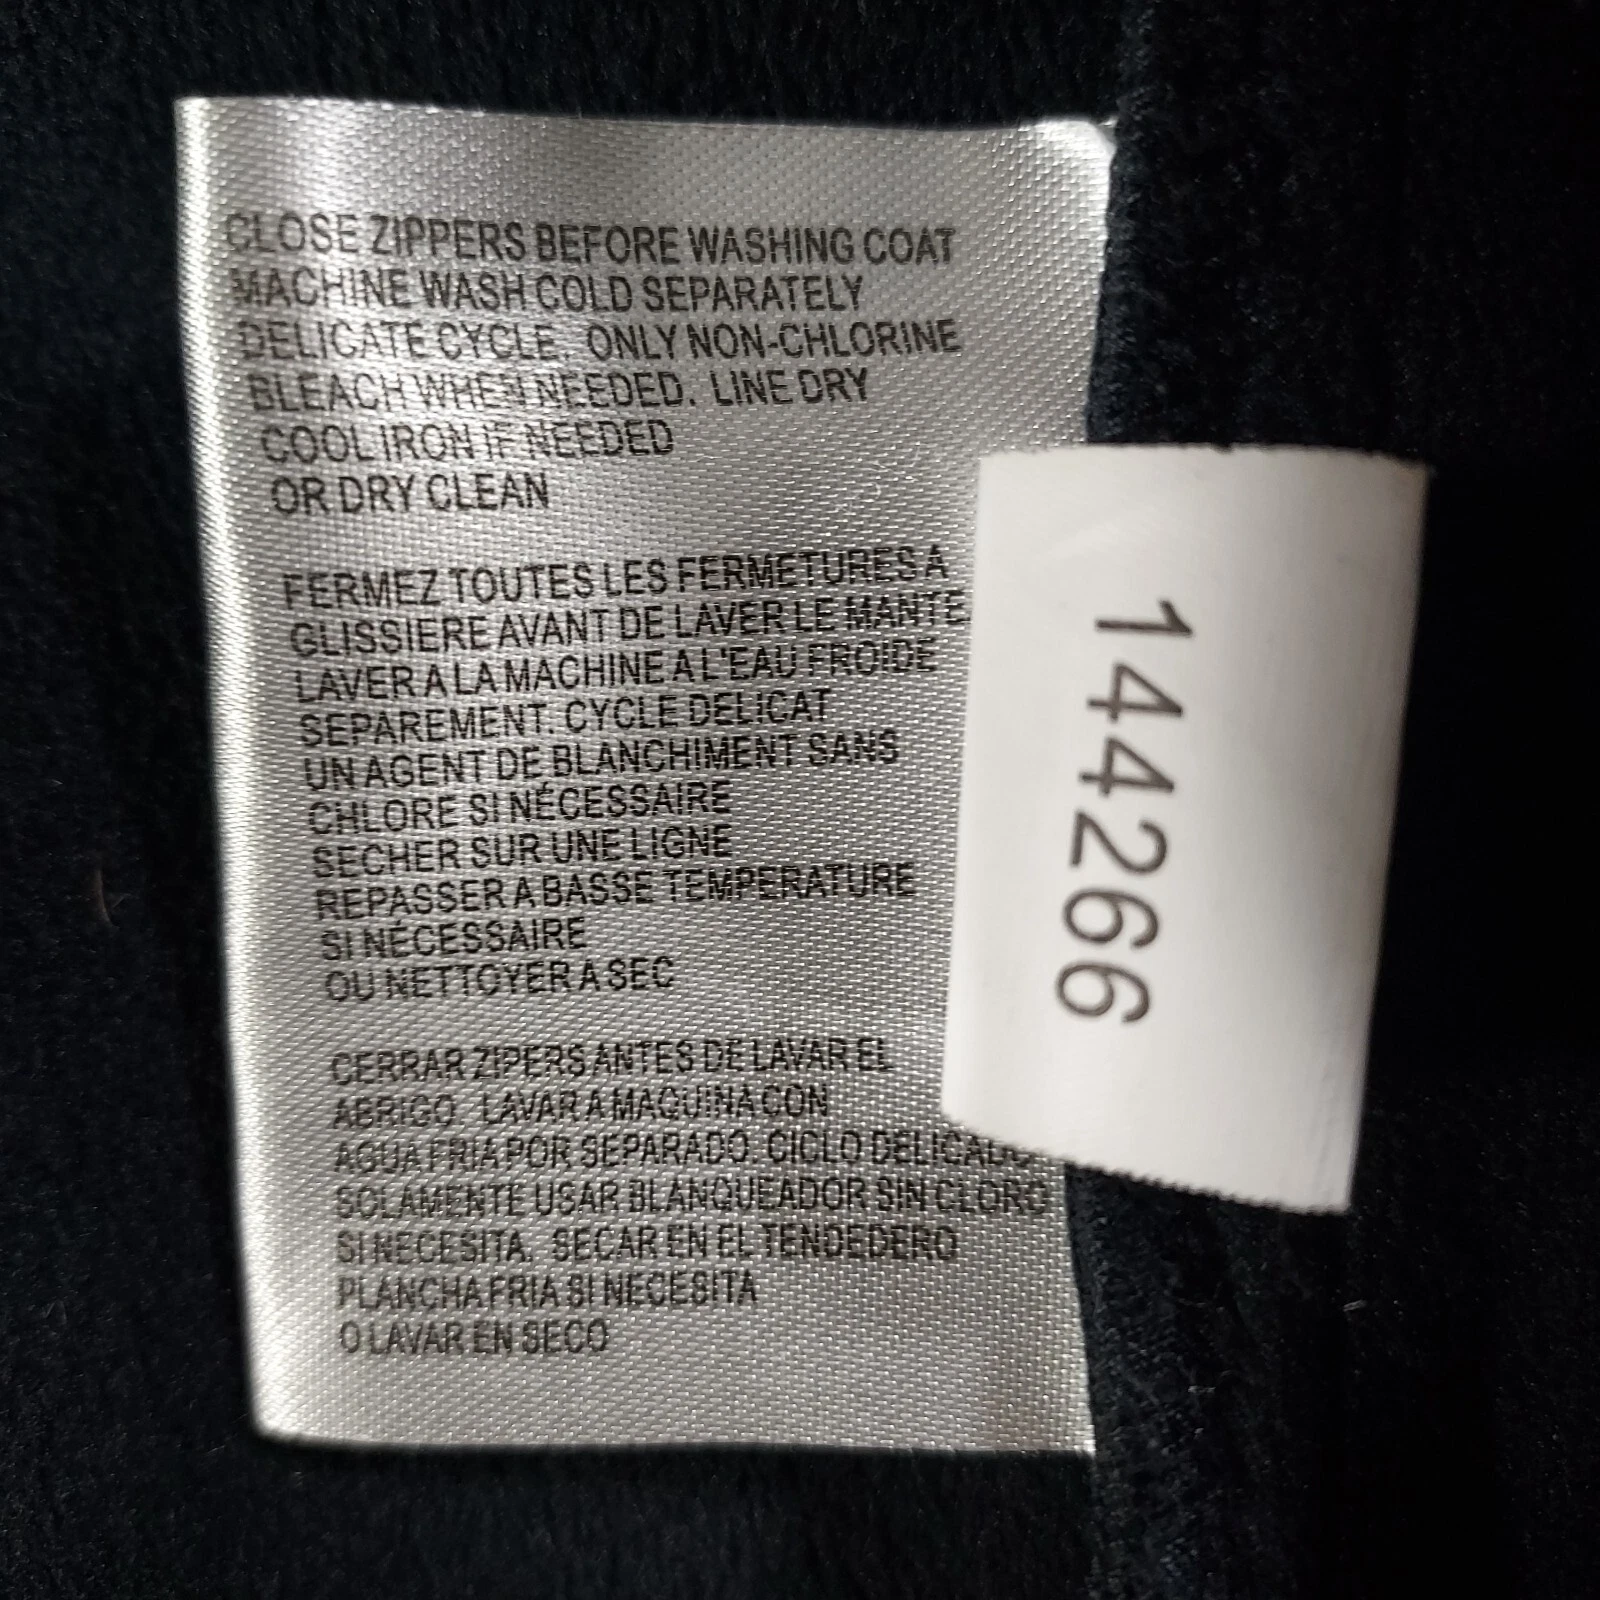 CLOSE ZIPPERS BEFORE WASHING COAT
MACHINE WASH COLD SEPARATELY
DELICATE CYCLE. ONLY NON-CHLORINE
BLEACH WHEN NEEDED. LINE DRY
COOL IRON IF NEEDED
OR DRY CLEAN
FERMEZ TOUTES LES FERMETURES A
GLISSIERE AVANT DE LAVER LE MANTE
LAVER A LA MACHINE A L'EAU FROIDE
SEPAREMENT. CYCLE DELICAT
UN AGENT DE BLANCHIMENT SANS
CHLORE SI NÉCESSAIRE
SECHER SUR UNE LIGNE
REPASSER A BASSE TEMPERATURE
SI NÉCESSAIRE
OU NETTOYER A SEC
CERRAR ZIPERS ANTES DE LAVAR EL
ABRIGO. LAVAR A MAQUINA CON
AGUA FRIA POR SEPARADO. CICLO DELICADO.
SOLAMENTE USAR BLANQUEADOR SIN CLORO
SI NECESITA. SECAR EN EL TENDEDERO
PLANCHA FRIA SI NECESITA
O LAVAR EN SECO
144266